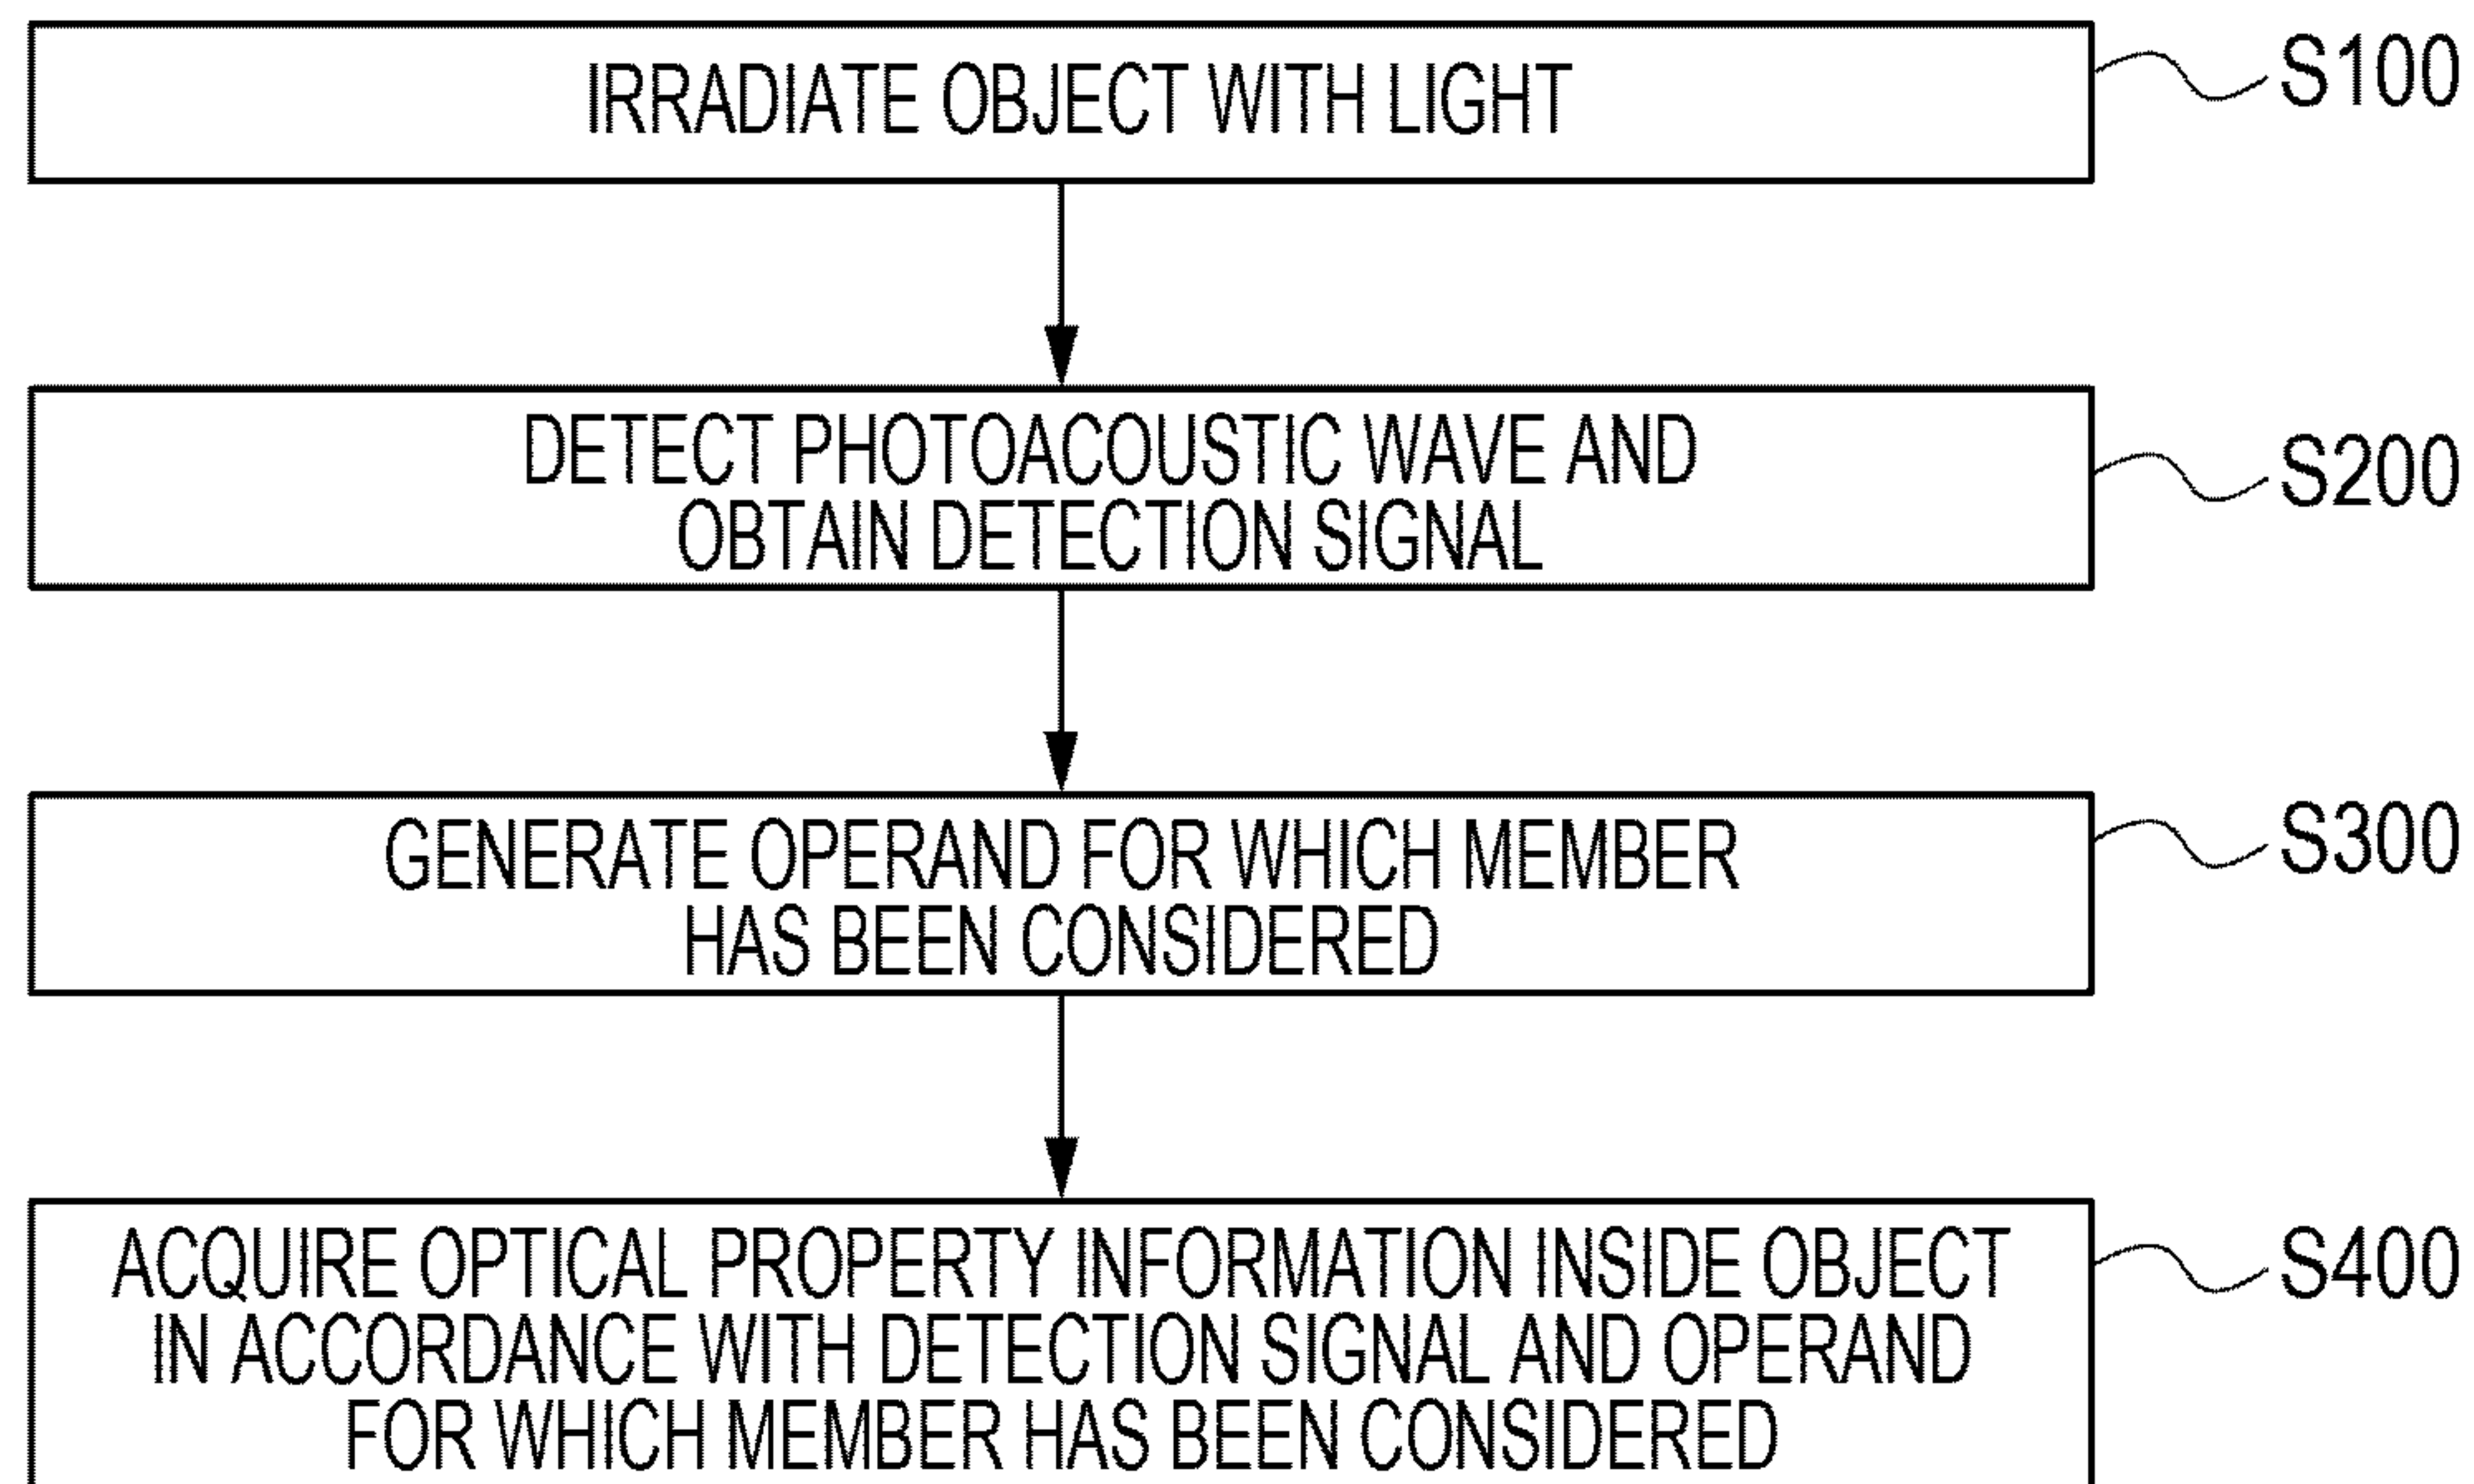 IRRADIATE OBJECT WITH LIGHT
S100
DETECT PHOTOACOUSTIC WAVE AND
OBTAIN DETECTION SIGNAL
S200
GENERATE OPERAND FOR WHICH MEMBER
HAS BEEN CONSIDERED
S300
ACQUIRE OPTICAL PROPERTY INFORMATION INSIDE OBJECT
IN ACCORDANCE WITH DETECTION SIGNAL AND OPERAND
FOR WHICH MEMBER HAS BEEN CONSIDERED
S400